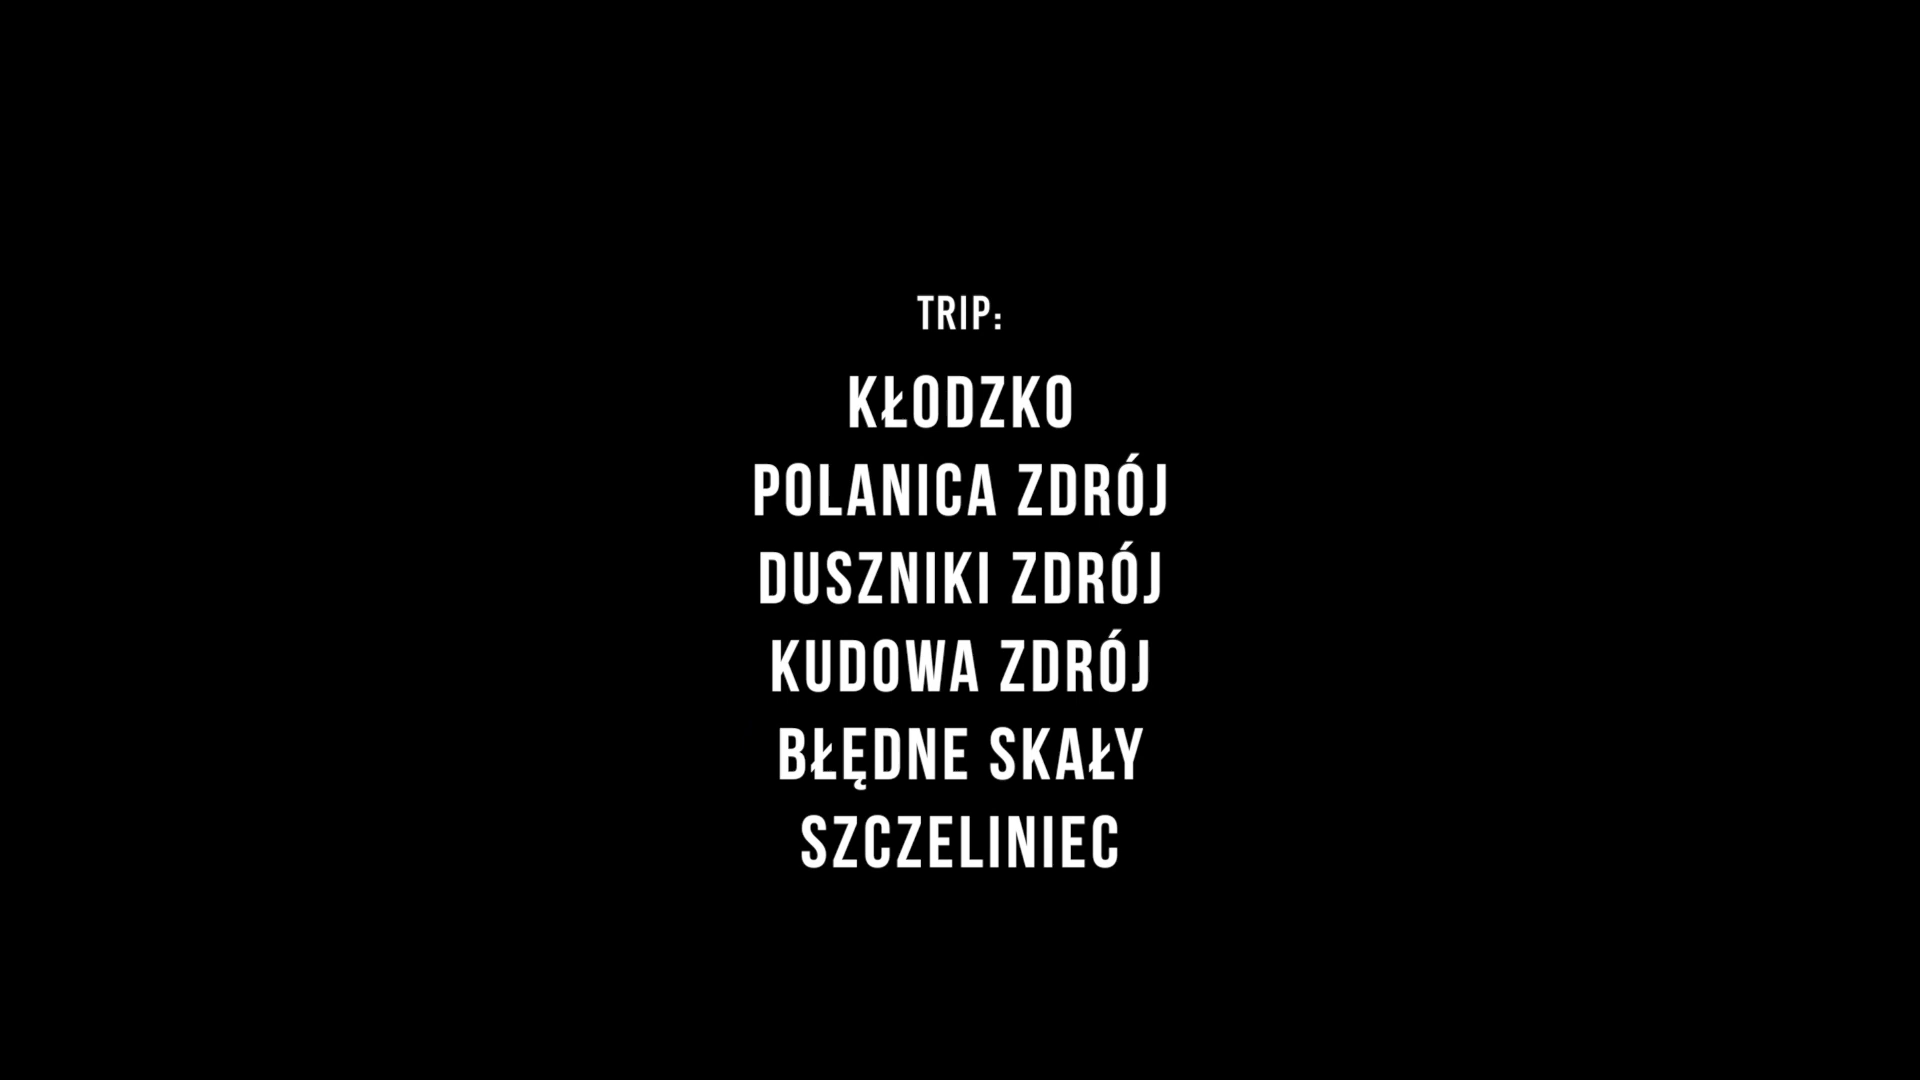 TRIP:
KŁODZKO
POLANICA ZDRÓJ
DUSZNIKI ZDRÓJ
KUDOWA ZDRÓJ
BŁĘDNE SKAŁY
SZCZELINIEC